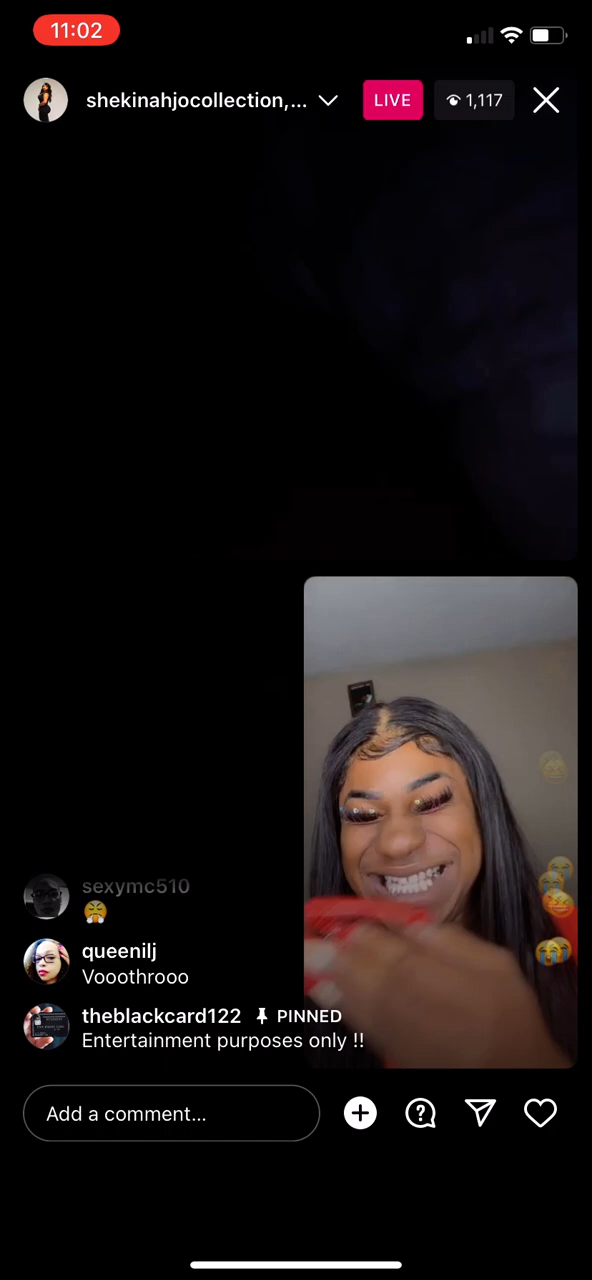 11:02
shekinahjocollection,...
LIVE
1,117
sexymc510
queenilj
Vooothrooo
theblackcard122 PINNED
Entertainment purposes only !!
Add a comment...